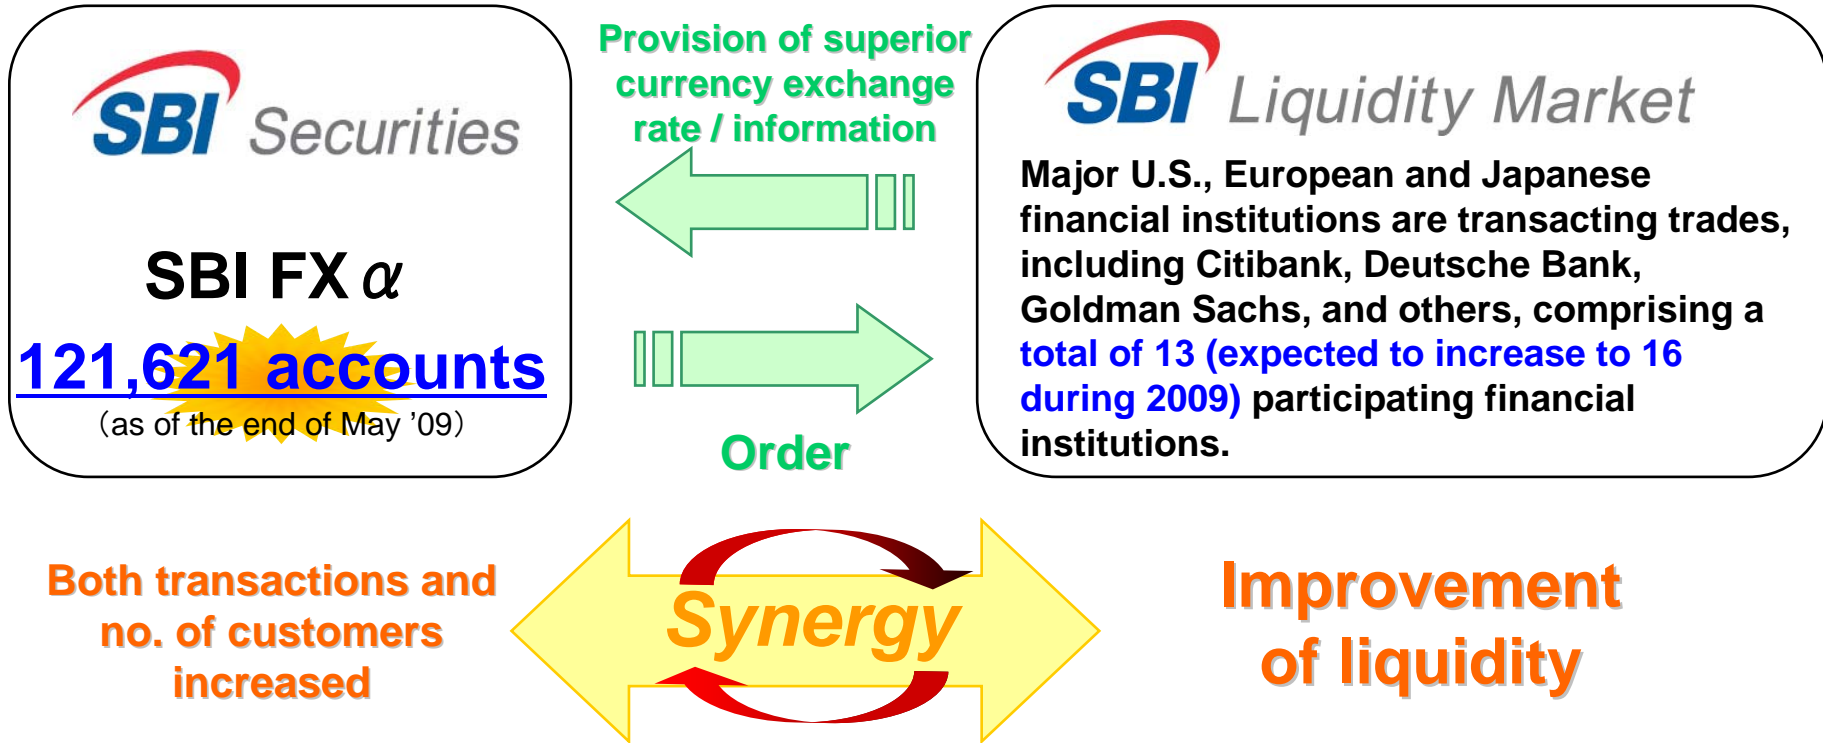 SBI Securities
SBI FX α
121,621 accounts
（as of the end of May ’09）
Provision of superior
currency exchange
rate / information
Order
SBI Liquidity Market
Major U.S., European and Japanese
financial institutions are transacting trades,
including Citibank, Deutsche Bank,
Goldman Sachs, and others, comprising a
total of 13 (expected to increase to 16
during 2009) participating financial
institutions.
Both transactions and
no. of customers
increased
Synergy
Improvement
of liquidity